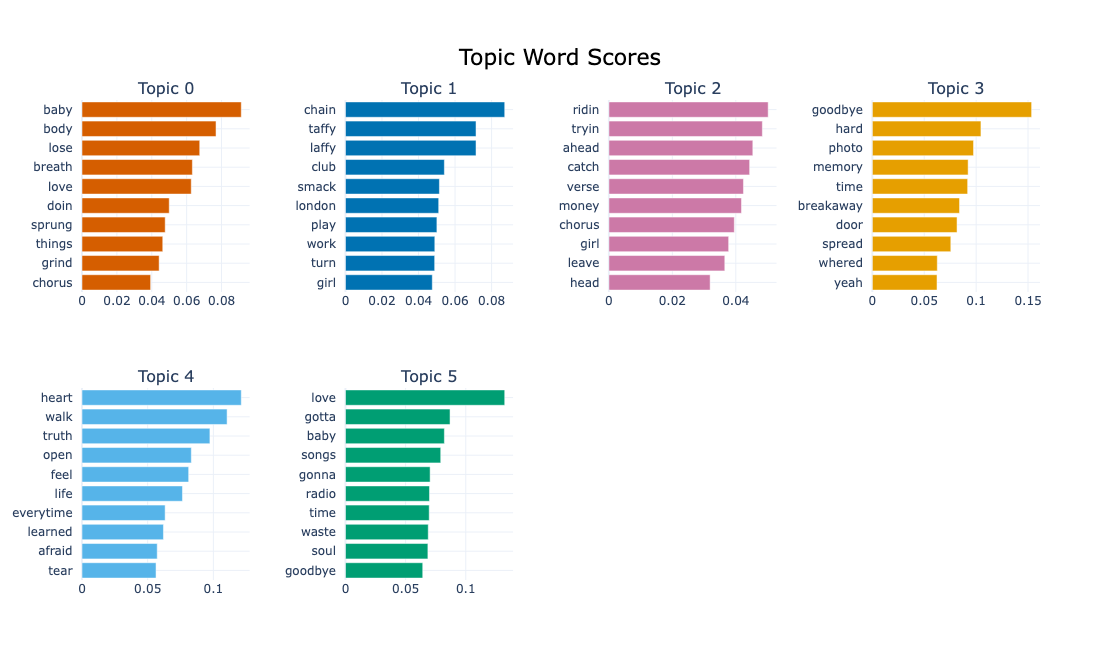 Topic Word Scores
Topic 0
baby
body
lose
breath
love
doin
sprung
things
grind
chorus
0 0.02 0.04 0.06 0.08
Topic 1
chain
taffy
laffy
club
smack
london
play
work
turn
girl
0 0.02 0.04 0.06 0.08
Topic 2
ridin
tryin
ahead
catch
verse
money
chorus
girl
leave
head
0 0.02 0.04
Topic 3
goodbye
hard
photo
memory
time
breakaway
door
spread
whered
yeah
0 0.05 0.1 0.15
Topic 4
heart
walk
truth
open
feel
life
everytime
learned
afraid
tear
0 0.05 0.1
Topic 5
love
gotta
baby
songs
gonna
radio
time
waste
soul
goodbye
0 0.05 0.1